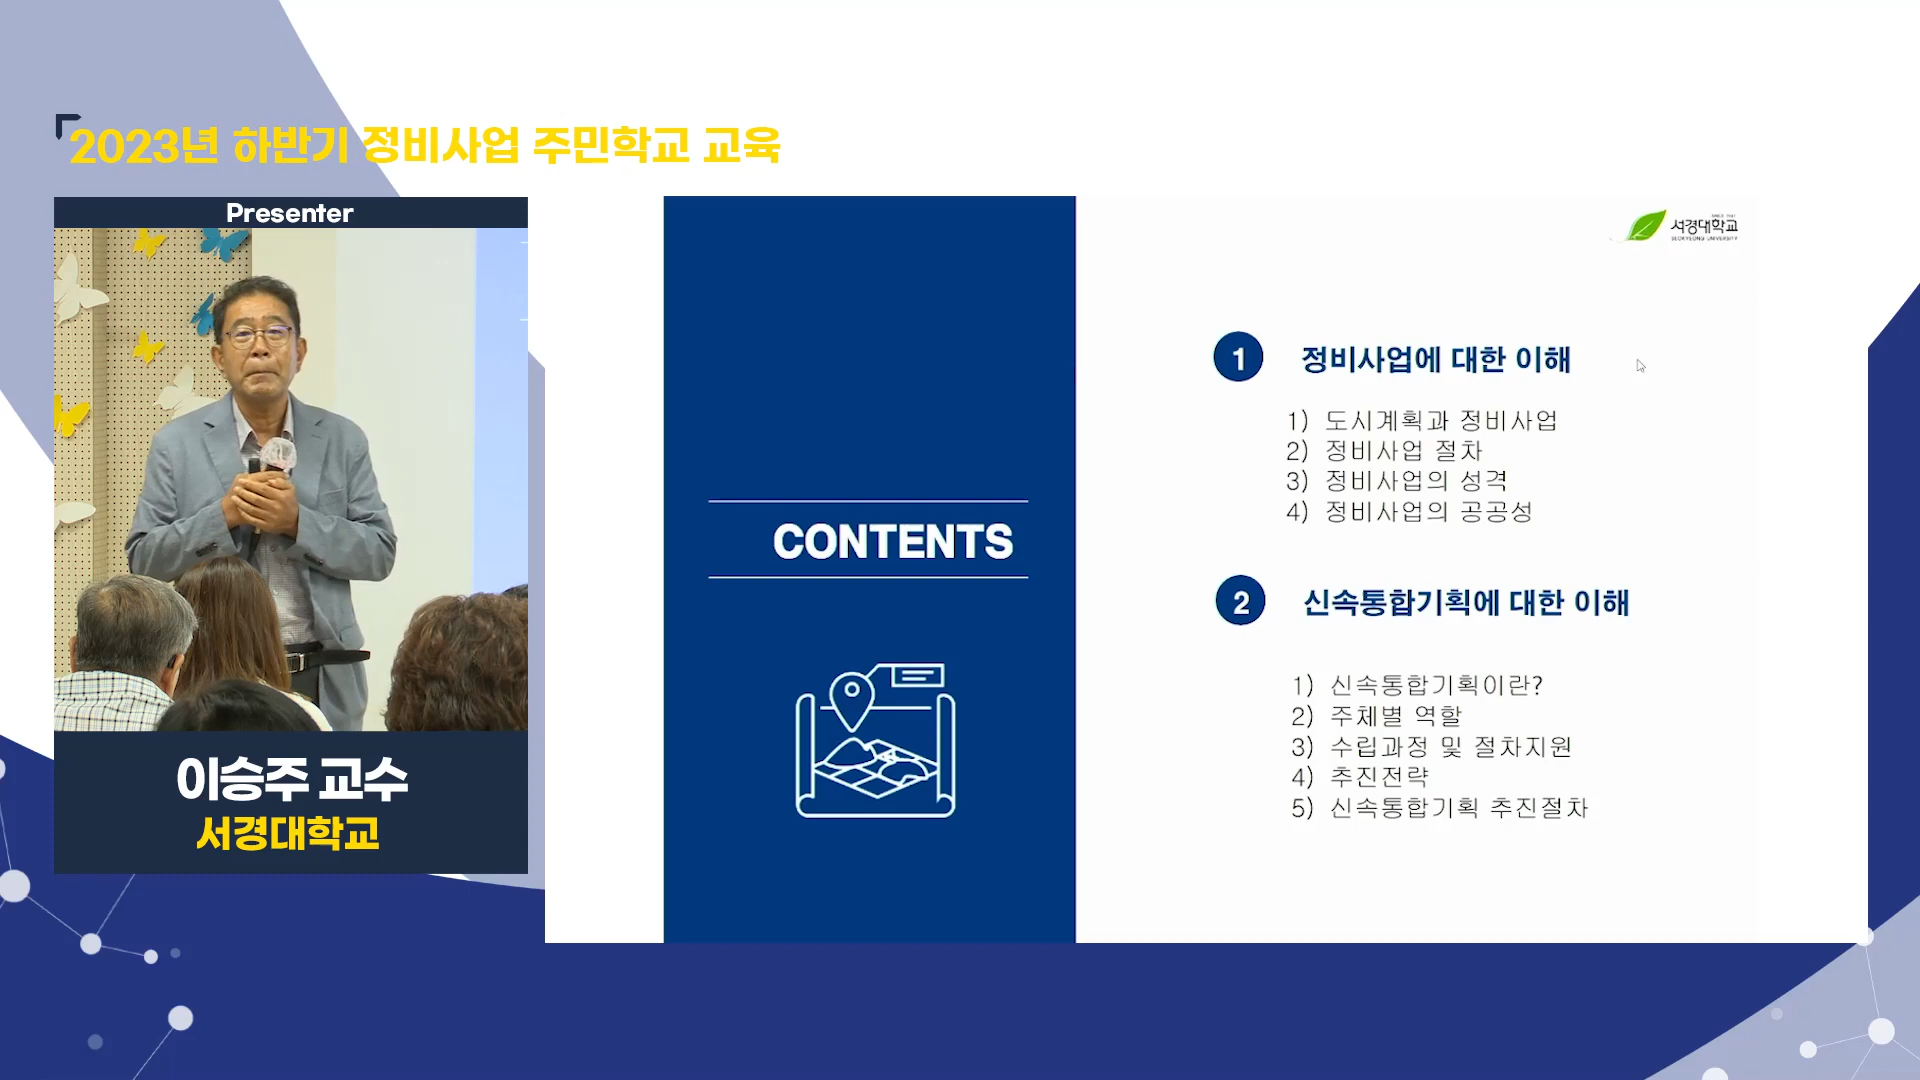 2023년 하반기 정비사업 주민학교 교육
Presenter
이승주 교수
서경대학교
CONTENTS
서경대학교
SEOKYEONG UNIVERSITY
1 정비사업에 대한 이해
1) 도시계획과 정비사업
2) 정비사업 절차
3) 정비사업의 성격
4) 정비사업의 공공성
2 신속통합기획에 대한 이해
1) 신속통합기획이란?
2) 주체별 역할
3) 수립과정 및 절차지원
4) 추진전략
5) 신속통합기획 추진절차